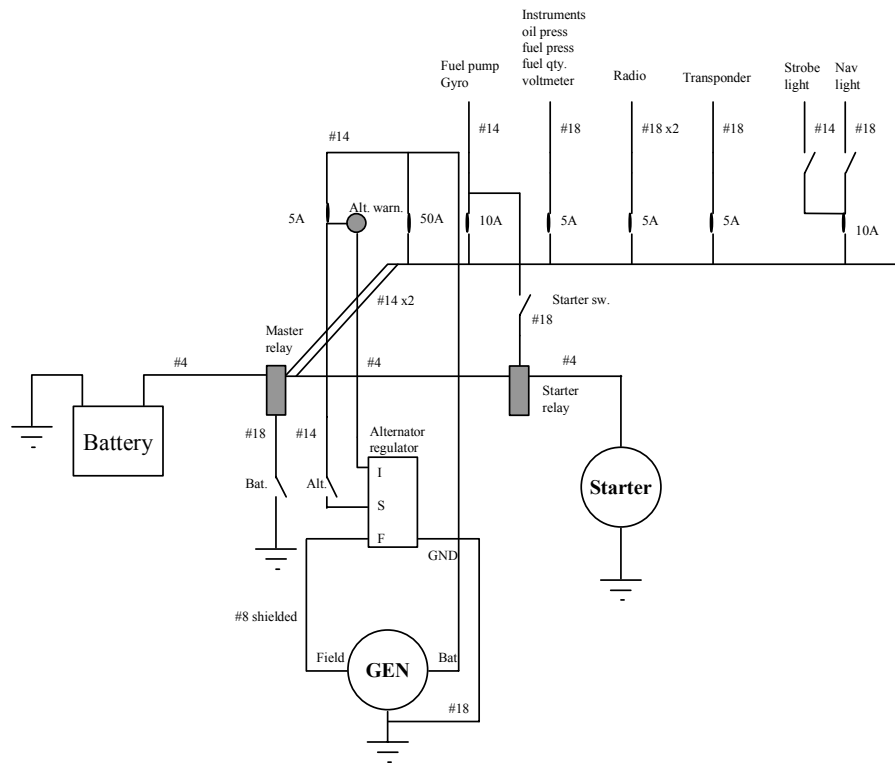 Instruments
oil press
fuel press
fuel qty.
voltmeter
Fuel pump
Gyro
Radio
Transponder
Strobe
light
Nav
light
#14
#14
#18
#18 x2
#18
#14
#18
5A
Alt. warn.
50A
10A
5A
5A
5A
10A
#14 x2
Starter sw.
#18
Master
relay
#4
#4
#4
Starter
relay
Battery
#18
#14
Alternator
regulator
Bat.
Alt.
I
S
F
GND
Starter
#8 shielded
Field
GEN
Bat
#18